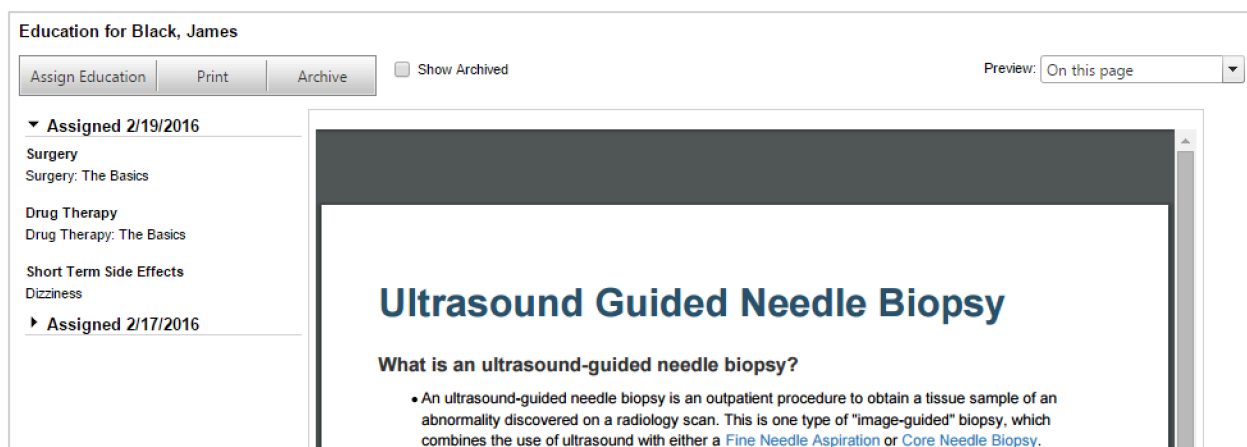 Education for Black, James
Assign Education
Print
Archive
Show Archived
Preview:
On this page
Assigned 2/19/2016
Surgery
Surgery: The Basics
Drug Therapy
Drug Therapy: The Basics
Short Term Side Effects
Dizziness
Assigned 2/17/2016
Ultrasound Guided Needle Biopsy
What is an ultrasound-guided needle biopsy?
• An ultrasound-guided needle biopsy is an outpatient procedure to obtain a tissue sample of an
abnormality discovered on a radiology scan. This is one type of "image-guided" biopsy, which
combines the use of ultrasound with either a Fine Needle Aspiration or Core Needle Biopsy.